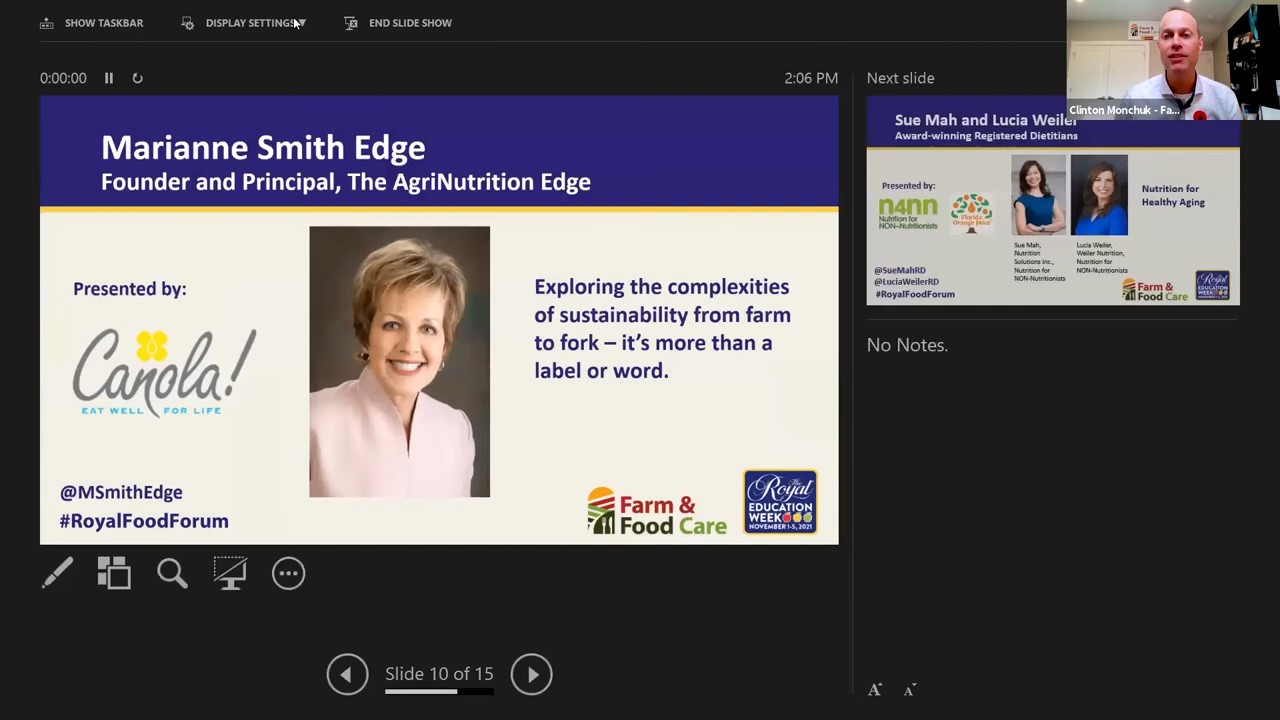 SHOW TASKBAR
DISPLAY SETTINGS
END SLIDE SHOW
0:00:00
2:06 PM
Marianne Smith Edge
Founder and Principal, The AgriNutrition Edge
Presented by:
Canola!
EAT WELL FOR LIFE
Exploring the complexities
of sustainability from farm
to fork – it’s more than a
label or word.
@MSmithEdge
#RoyalFoodForum
Farm &
Food Care
The
Royal
EDUCATION
WEEK
NOVEMBER 1-5, 2021
Slide 10 of 15
Next slide
Sue Mah and Lucia Weiler
Award-winning Registered Dietitians
Presented by:
n4nn
Nutrition for
NON-Nutritionists
Florida
Orange Juice
Sue Mah,
Nutrition
Solutions Inc.,
Nutrition for
NON-Nutritionists
Lucia Weiler,
Weiler Nutrition,
Nutrition for
NON-Nutritionists
Nutrition for
Healthy Aging
@SueMahRD
@LuciaWeilerRD
#RoyalFoodForum
Farm &
Food Care
Royal
EDUCATION
WEEK
No Notes.
A A
Clinton Monchuk - Fa...